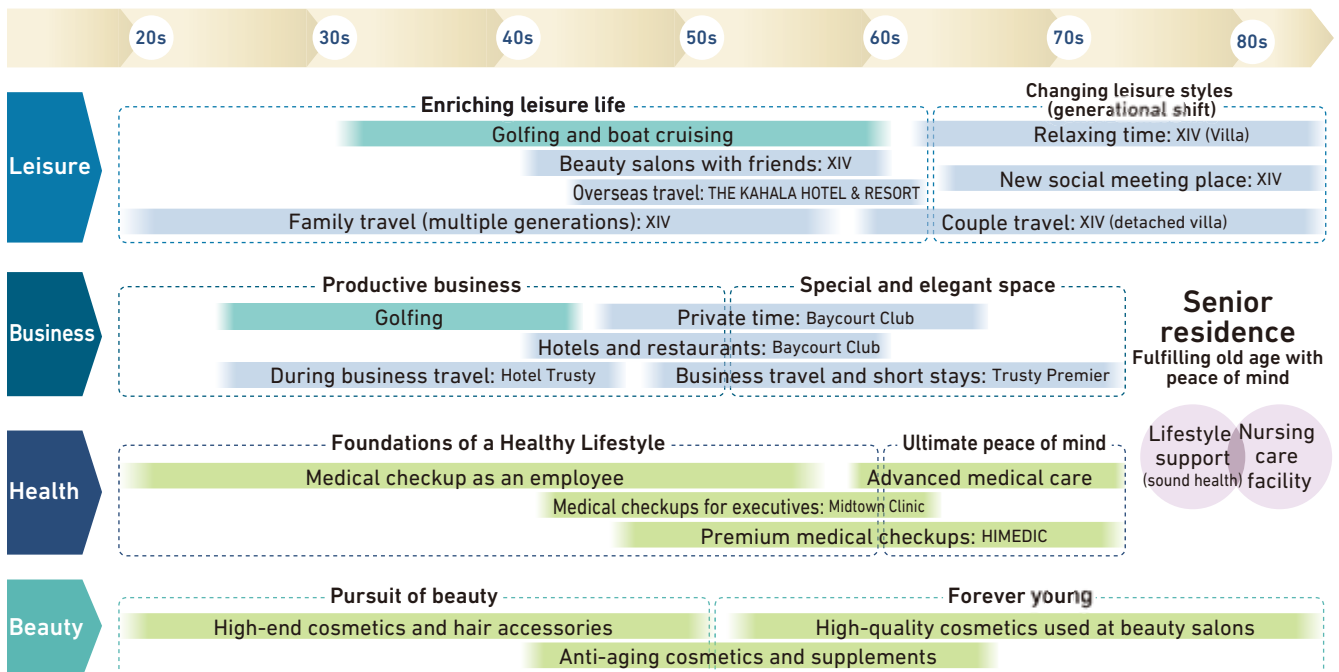 20s 30s 40s 50s 60s 70s 80s
Leisure
Enriching leisure life
Golfing and boat cruising
Beauty salons with friends: XIV
Overseas travel: THE KAHALA HOTEL & RESORT
Family travel (multiple generations): XIV
Changing leisure styles
(generational shift)
Relaxing time: XIV (Villa)
New social meeting place: XIV
Couple travel: XIV (detached villa)
Business
Productive business
Special and elegant space
Golfing
Private time: Baycourt Club
Hotels and restaurants: Baycourt Club
During business travel: Hotel Trusty
Business travel and short stays: Trusty Premier
Senior
residence
Fulfilling old age with
peace of mind
Lifestyle
support
(sound health)
Nursing
care
facility
Health
Foundations of a Healthy Lifestyle
Ultimate peace of mind
Medical checkup as an employee
Advanced medical care
Medical checkups for executives: Midtown Clinic
Premium medical checkups: HIMEDIC
Beauty
Pursuit of beauty
Forever young
High-end cosmetics and hair accessories
High-quality cosmetics used at beauty salons
Anti-aging cosmetics and supplements